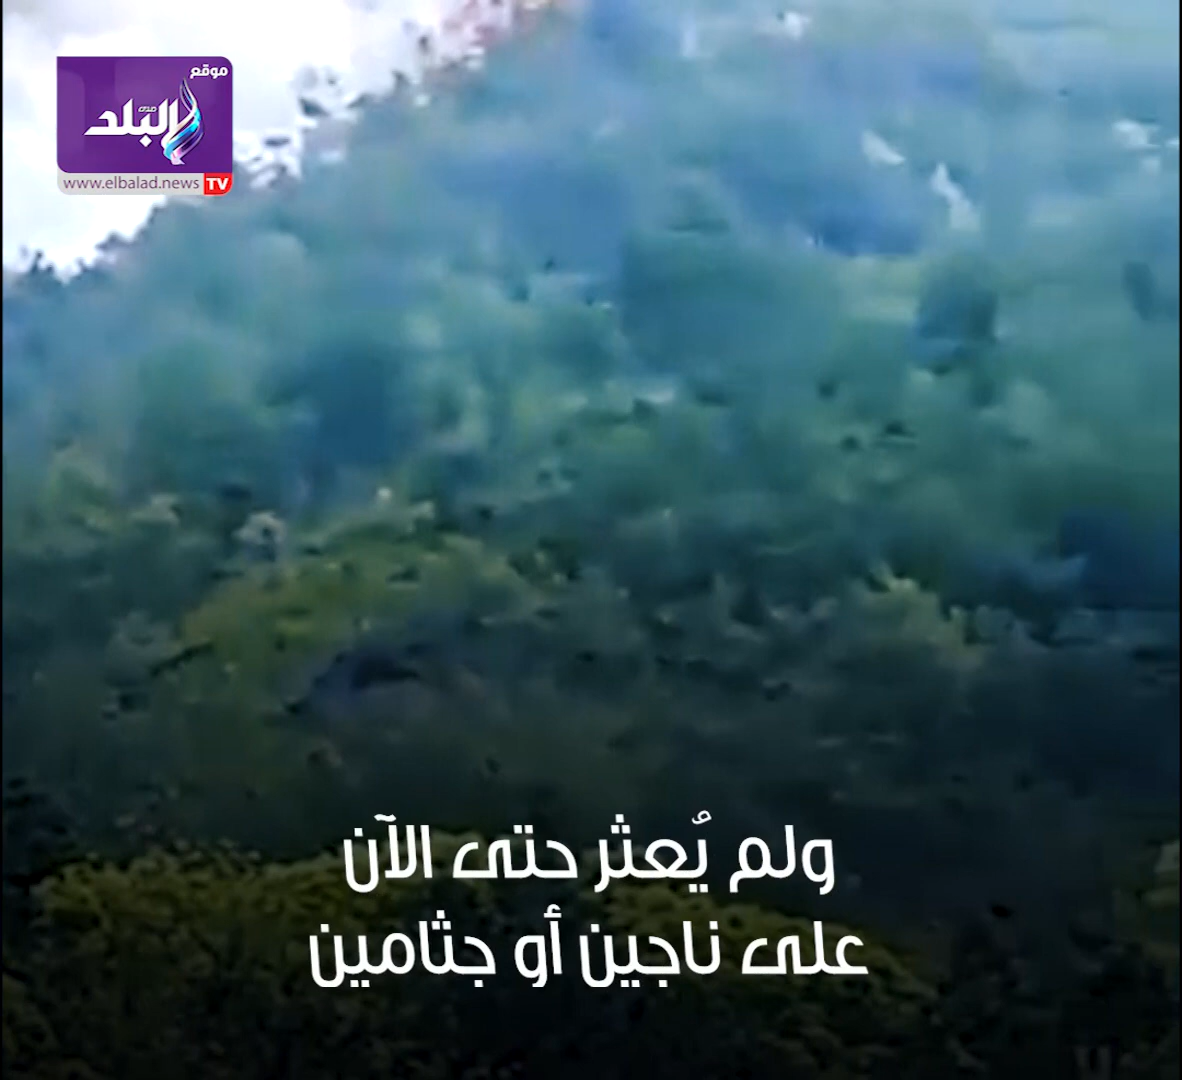 موقع
صدى
البلد
www.elbalad.news TV
ولم يُعثر حتى الآن
على ناجين أو جثامين